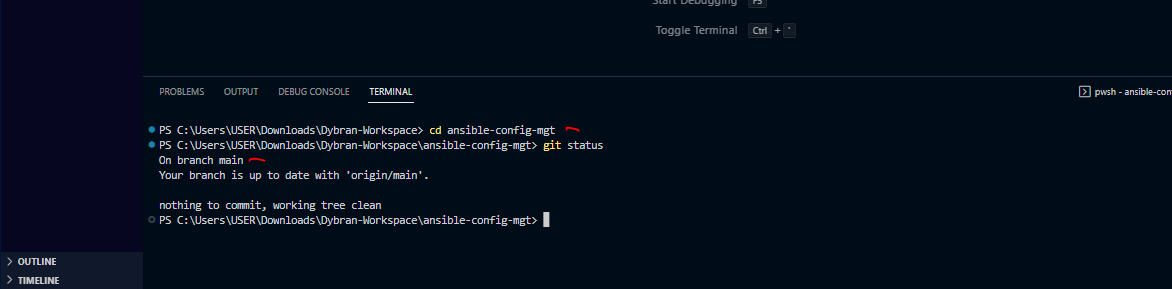 Start Debugging F5
Toggle Terminal Ctrl + `
PROBLEMS OUTPUT DEBUG CONSOLE TERMINAL
pwsh - ansible-con
PS C:\Users\USER\Downloads\Dybran-Workspace> cd ansible-config-mgt
PS C:\Users\USER\Downloads\Dybran-Workspace\ansible-config-mgt> git status
On branch main
Your branch is up to date with 'origin/main'.
nothing to commit, working tree clean
PS C:\Users\USER\Downloads\Dybran-Workspace\ansible-config-mgt>
OUTLINE
TIMELINE